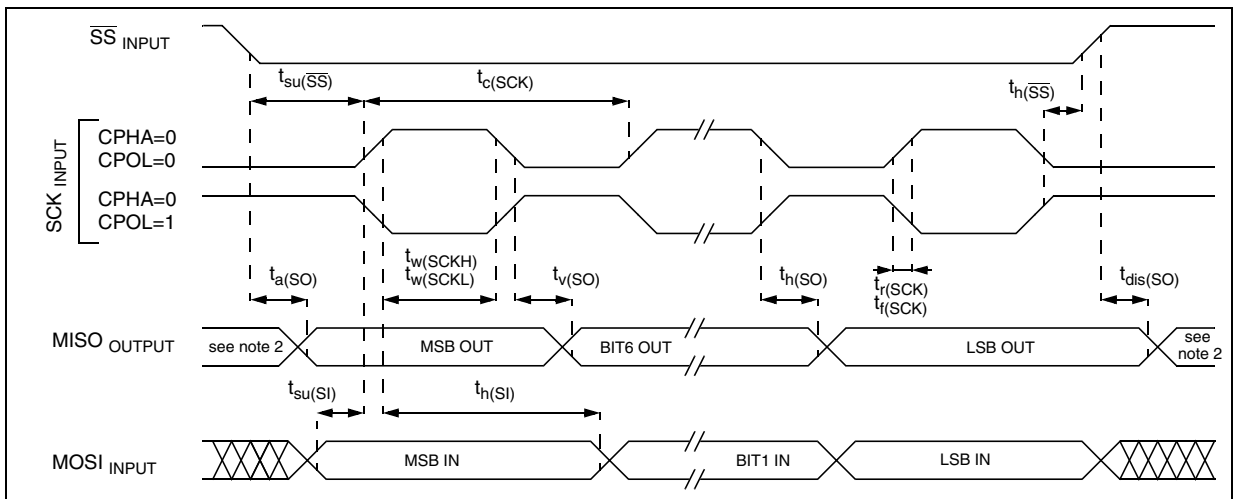 SS INPUT
tsu(SS)
tc(SCK)
th(SS)
SCK INPUT
CPHA=0
CPOL=0
CPHA=0
CPOL=1
ta(SO)
tw(SCKH)
tw(SCKL)
tv(SO)
th(SO)
tr(SCK)
tf(SCK)
tdis(SO)
MISO OUTPUT
see note 2
MSB OUT
BIT6 OUT
LSB OUT
see
note 2
tsu(SI)
th(SI)
MOSI INPUT
MSB IN
BIT1 IN
LSB IN